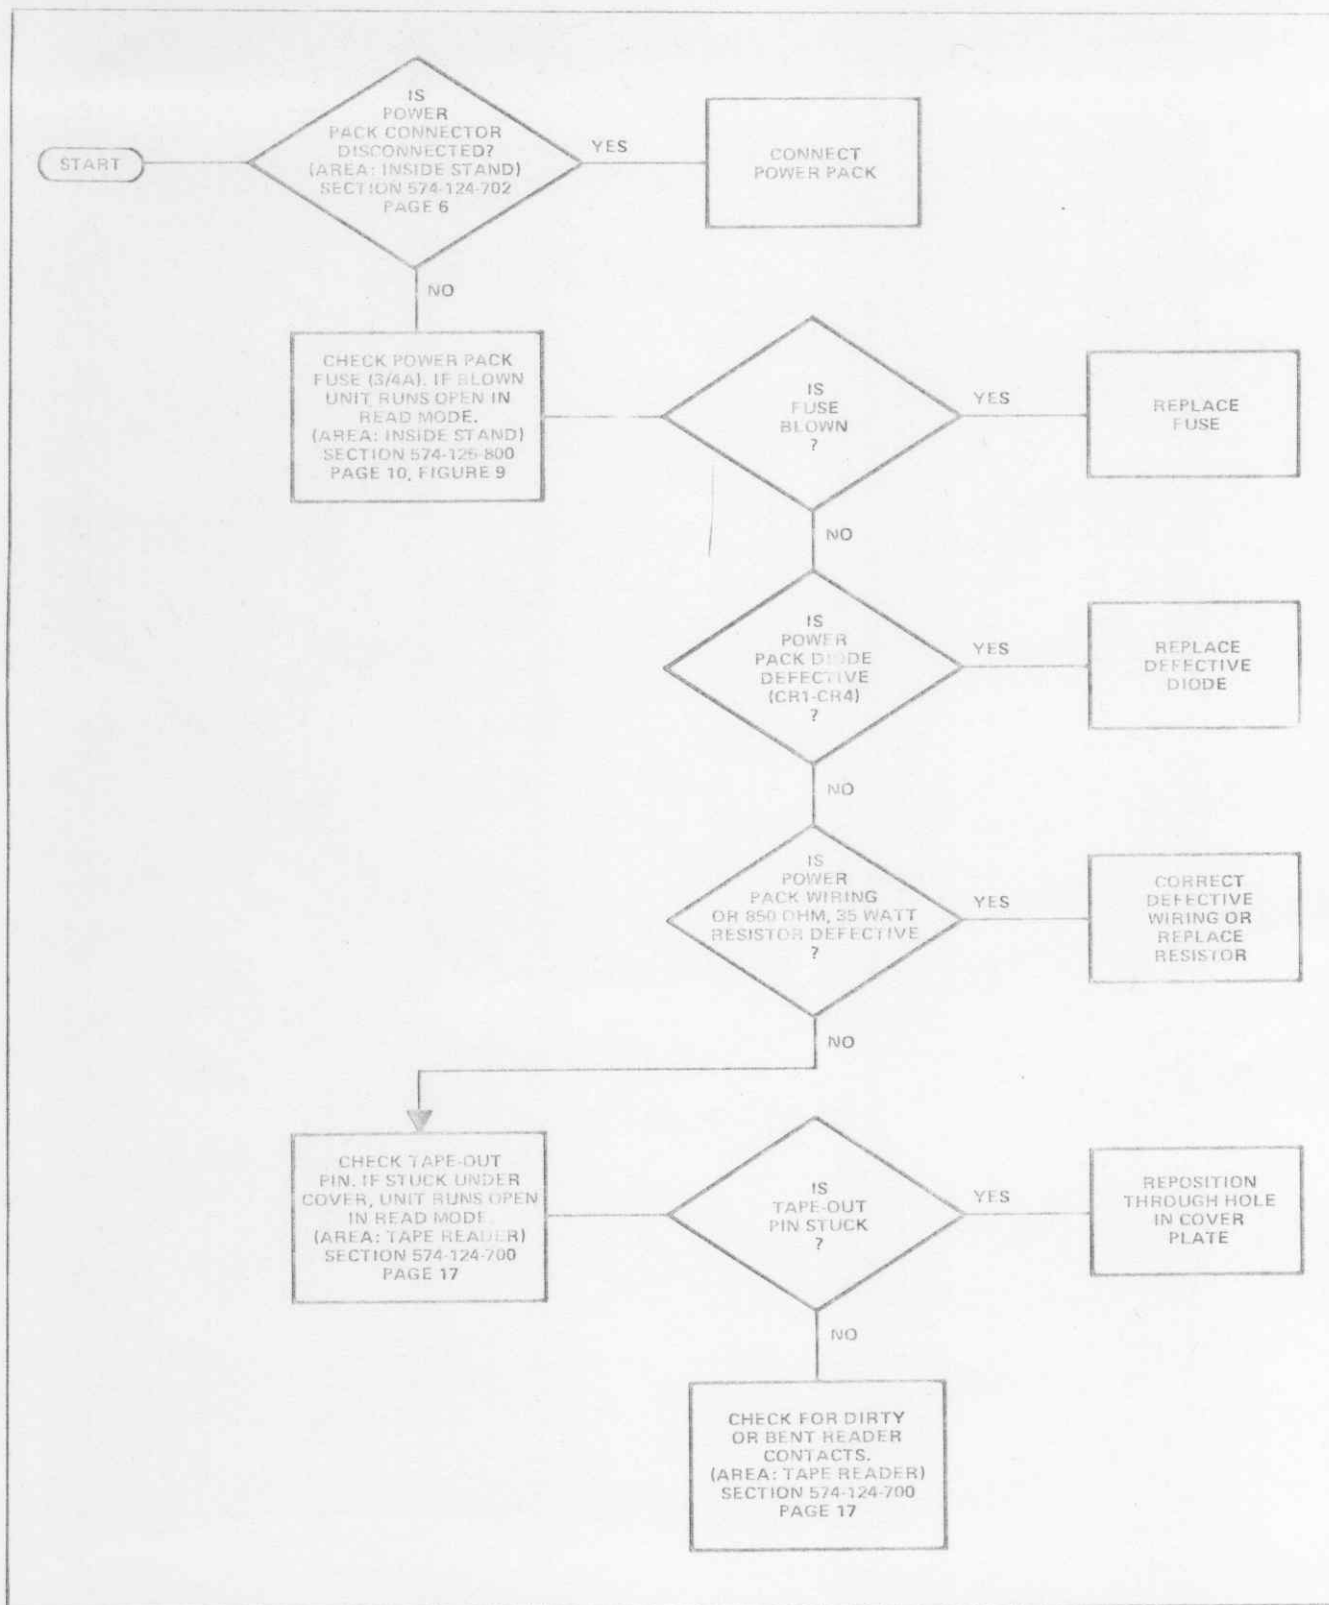 START
IS
POWER
PACK CONNECTOR
DISCONNECTED?
(AREA: INSIDE STAND)
SECTION 574-124-702
PAGE 6
YES
CONNECT
POWER PACK
NO
CHECK POWER PACK
FUSE (3/4A). IF BLOWN
UNIT RUNS OPEN IN
READ MODE.
(AREA: INSIDE STAND)
SECTION 574-125-800
PAGE 10, FIGURE 9
IS
FUSE
BLOWN
?
YES
REPLACE
FUSE
NO
IS
POWER
PACK DIODE
DEFECTIVE
(CR1-CR4)
?
YES
REPLACE
DEFECTIVE
DIODE
NO
IS
POWER
PACK WIRING
OR 850 OHM, 35 WATT
RESISTOR DEFECTIVE
?
YES
CORRECT
DEFECTIVE
WIRING OR
REPLACE
RESISTOR
NO
CHECK TAPE-OUT
PIN. IF STUCK UNDER
COVER, UNIT RUNS OPEN
IN READ MODE.
(AREA: TAPE READER)
SECTION 574-124-700
PAGE 17
IS
TAPE-OUT
PIN STUCK
?
YES
REPOSITION
THROUGH HOLE
IN COVER
PLATE
NO
CHECK FOR DIRTY
OR BENT READER
CONTACTS.
(AREA: TAPE READER)
SECTION 574-124-700
PAGE 17